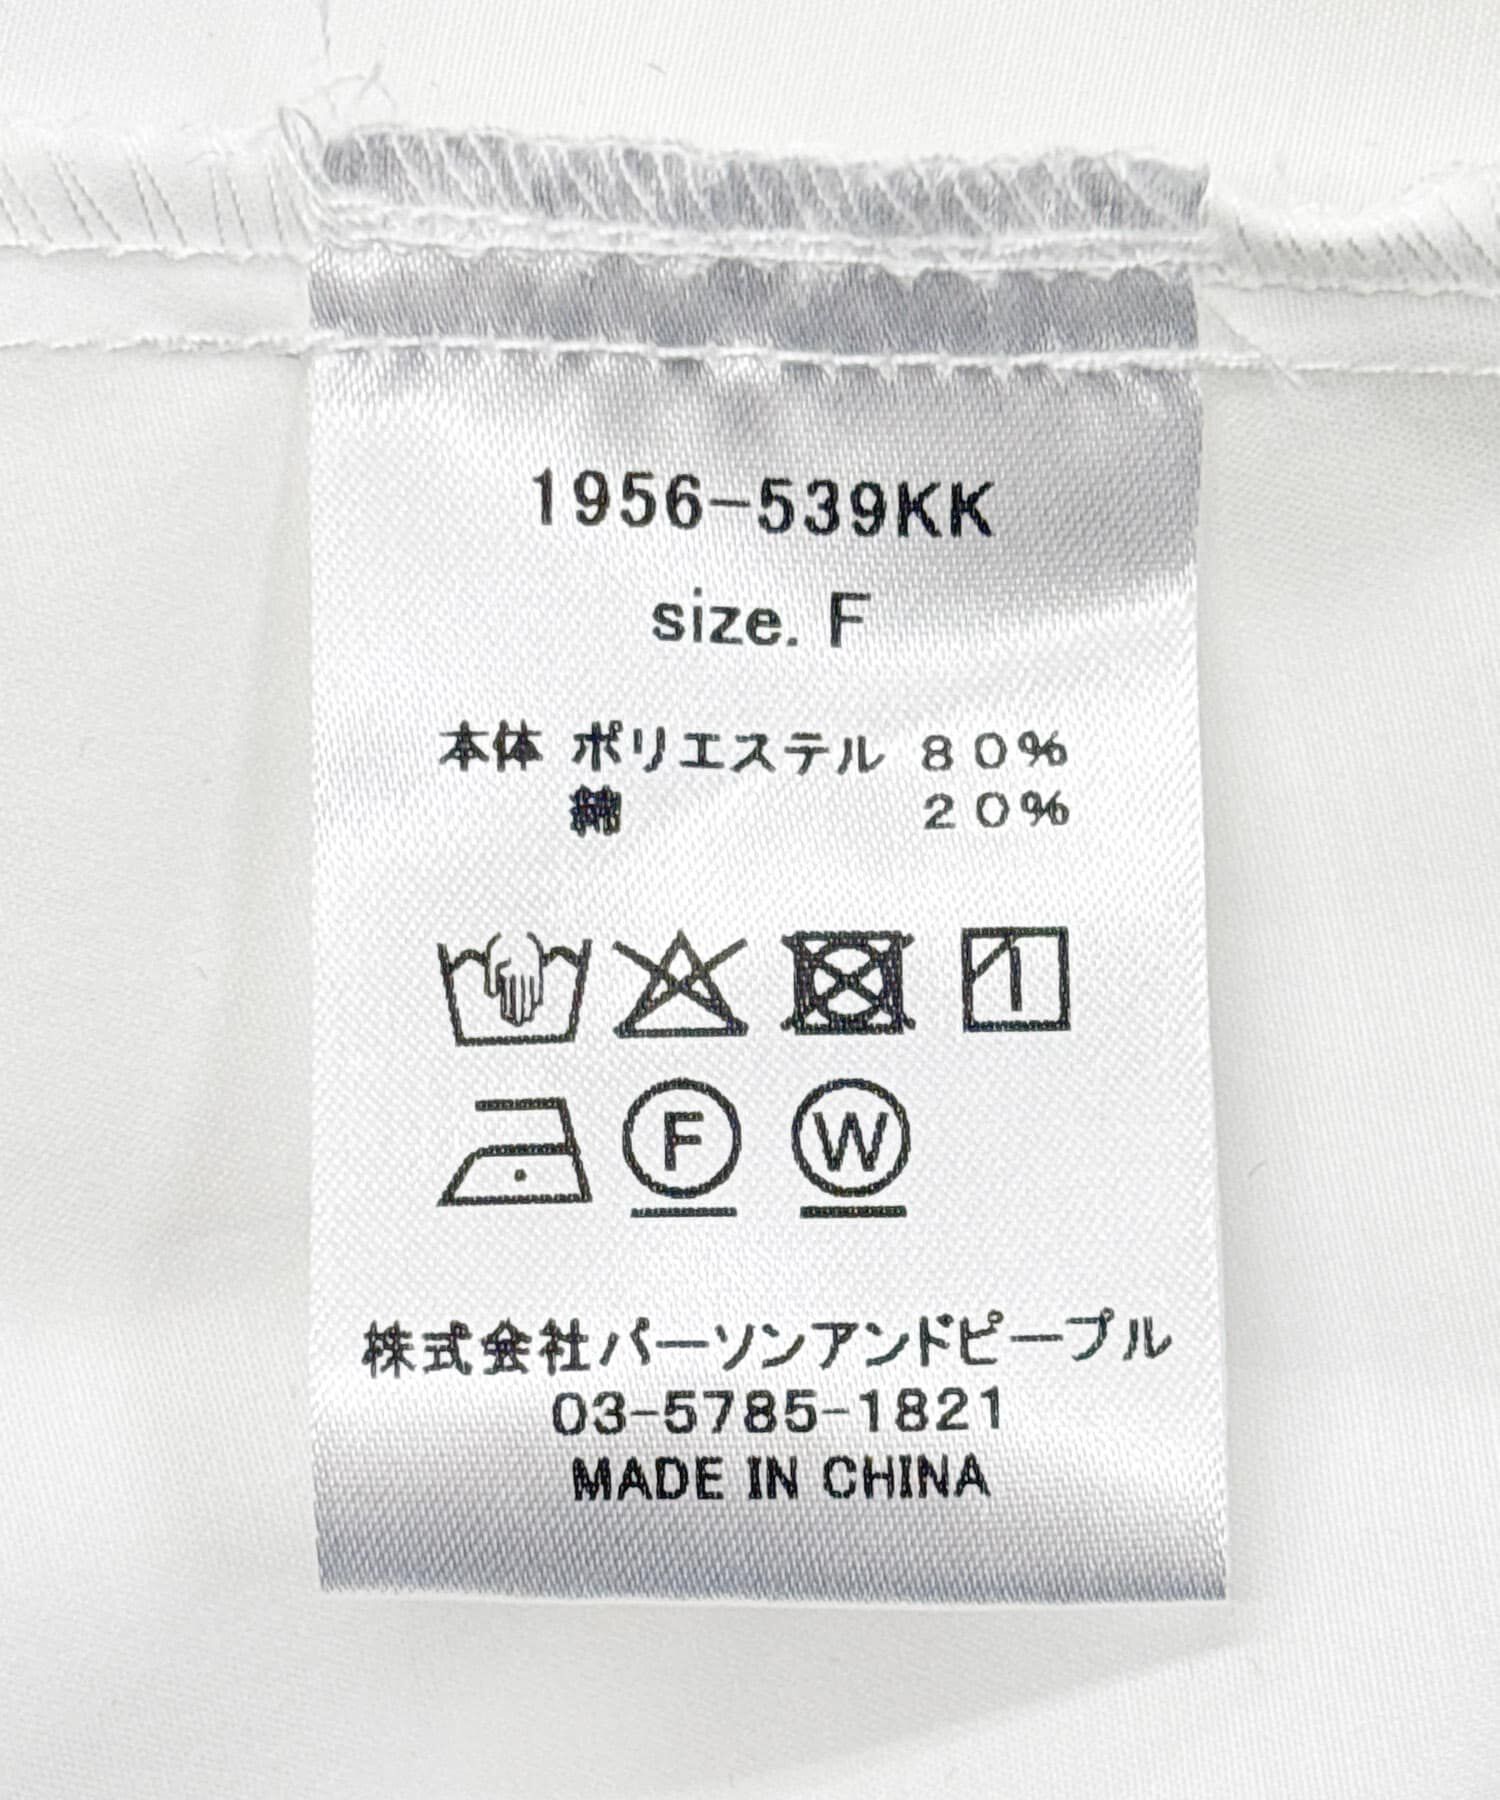 1956-539KK
size. F
本体 ポリエステル 80%
綿 20%
F W
株式会社パーソンアンドピープル
03-5785-1821
MADE IN CHINA